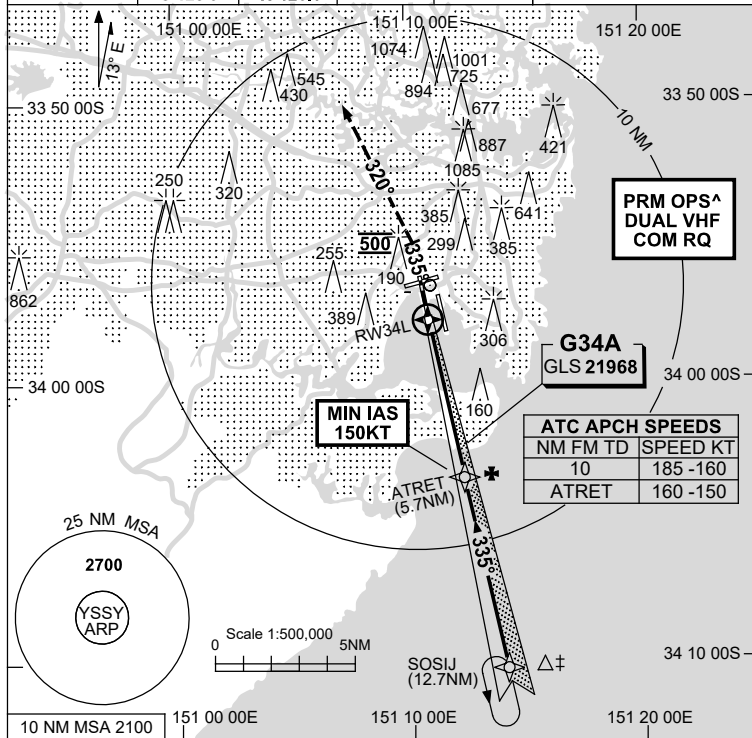 151 00 00E
151 10 00E
151 20 00E
13° E
1074
1001
545
725
430
894
33 50 00S
677
33 50 00S
10 NM
421
887
320°
1085
320
250
385
641
PRM OPS^
DUAL VHF
COM RQ
500
299
385
335°
255
862
190
389
RW34L
306
G34A
GLS 21968
34 00 00S
34 00 00S
160
MIN IAS
150KT
ATC APCH SPEEDS
NM FM TD SPEED KT
10 185 -160
ATRET 160 -150
ATRET
(5.7NM)
25 NM MSA
2700
335°
YSSY
ARP
Scale 1:500,000
0 5NM
SOSIJ
(12.7NM)
∆‡
34 10 00S
10 NM MSA 2100
151 00 00E
151 10 00E
151 20 00E